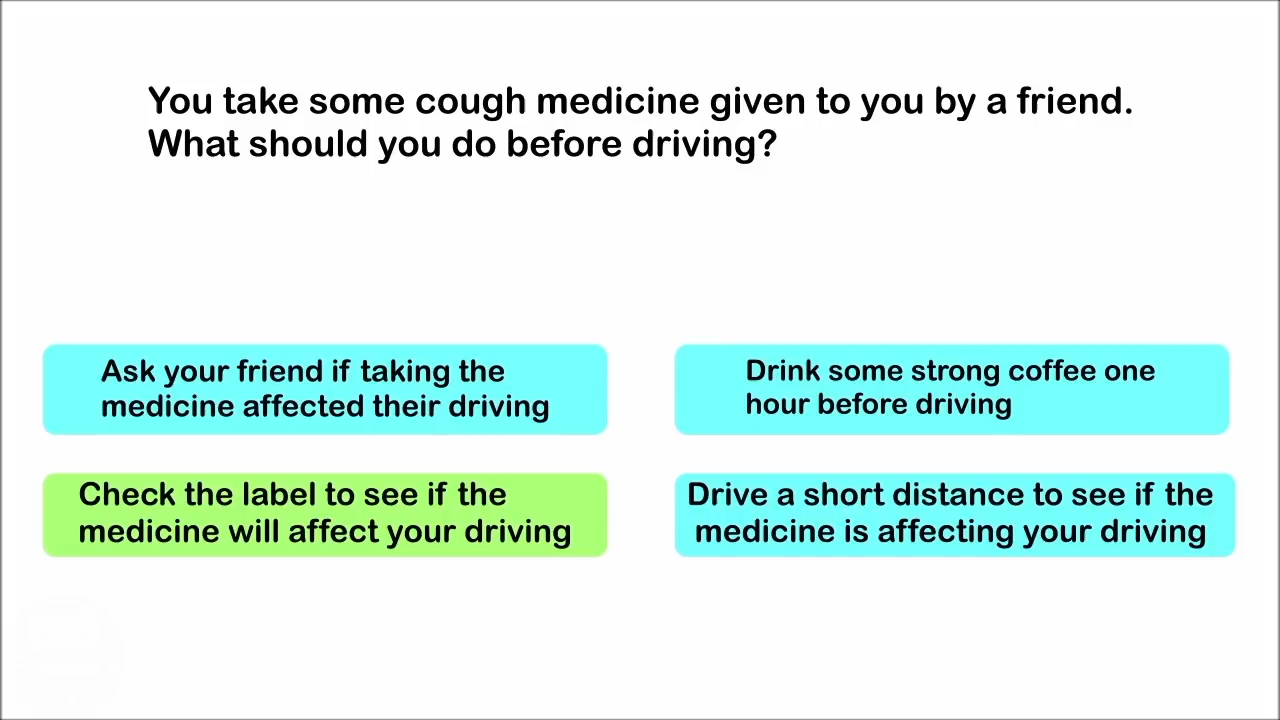 You take some cough medicine given to you by a friend.
What should you do before driving?
Ask your friend if taking the
medicine affected their driving
Drink some strong coffee one
hour before driving
Check the label to see if the
medicine will affect your driving
Drive a short distance to see if the
medicine is affecting your driving